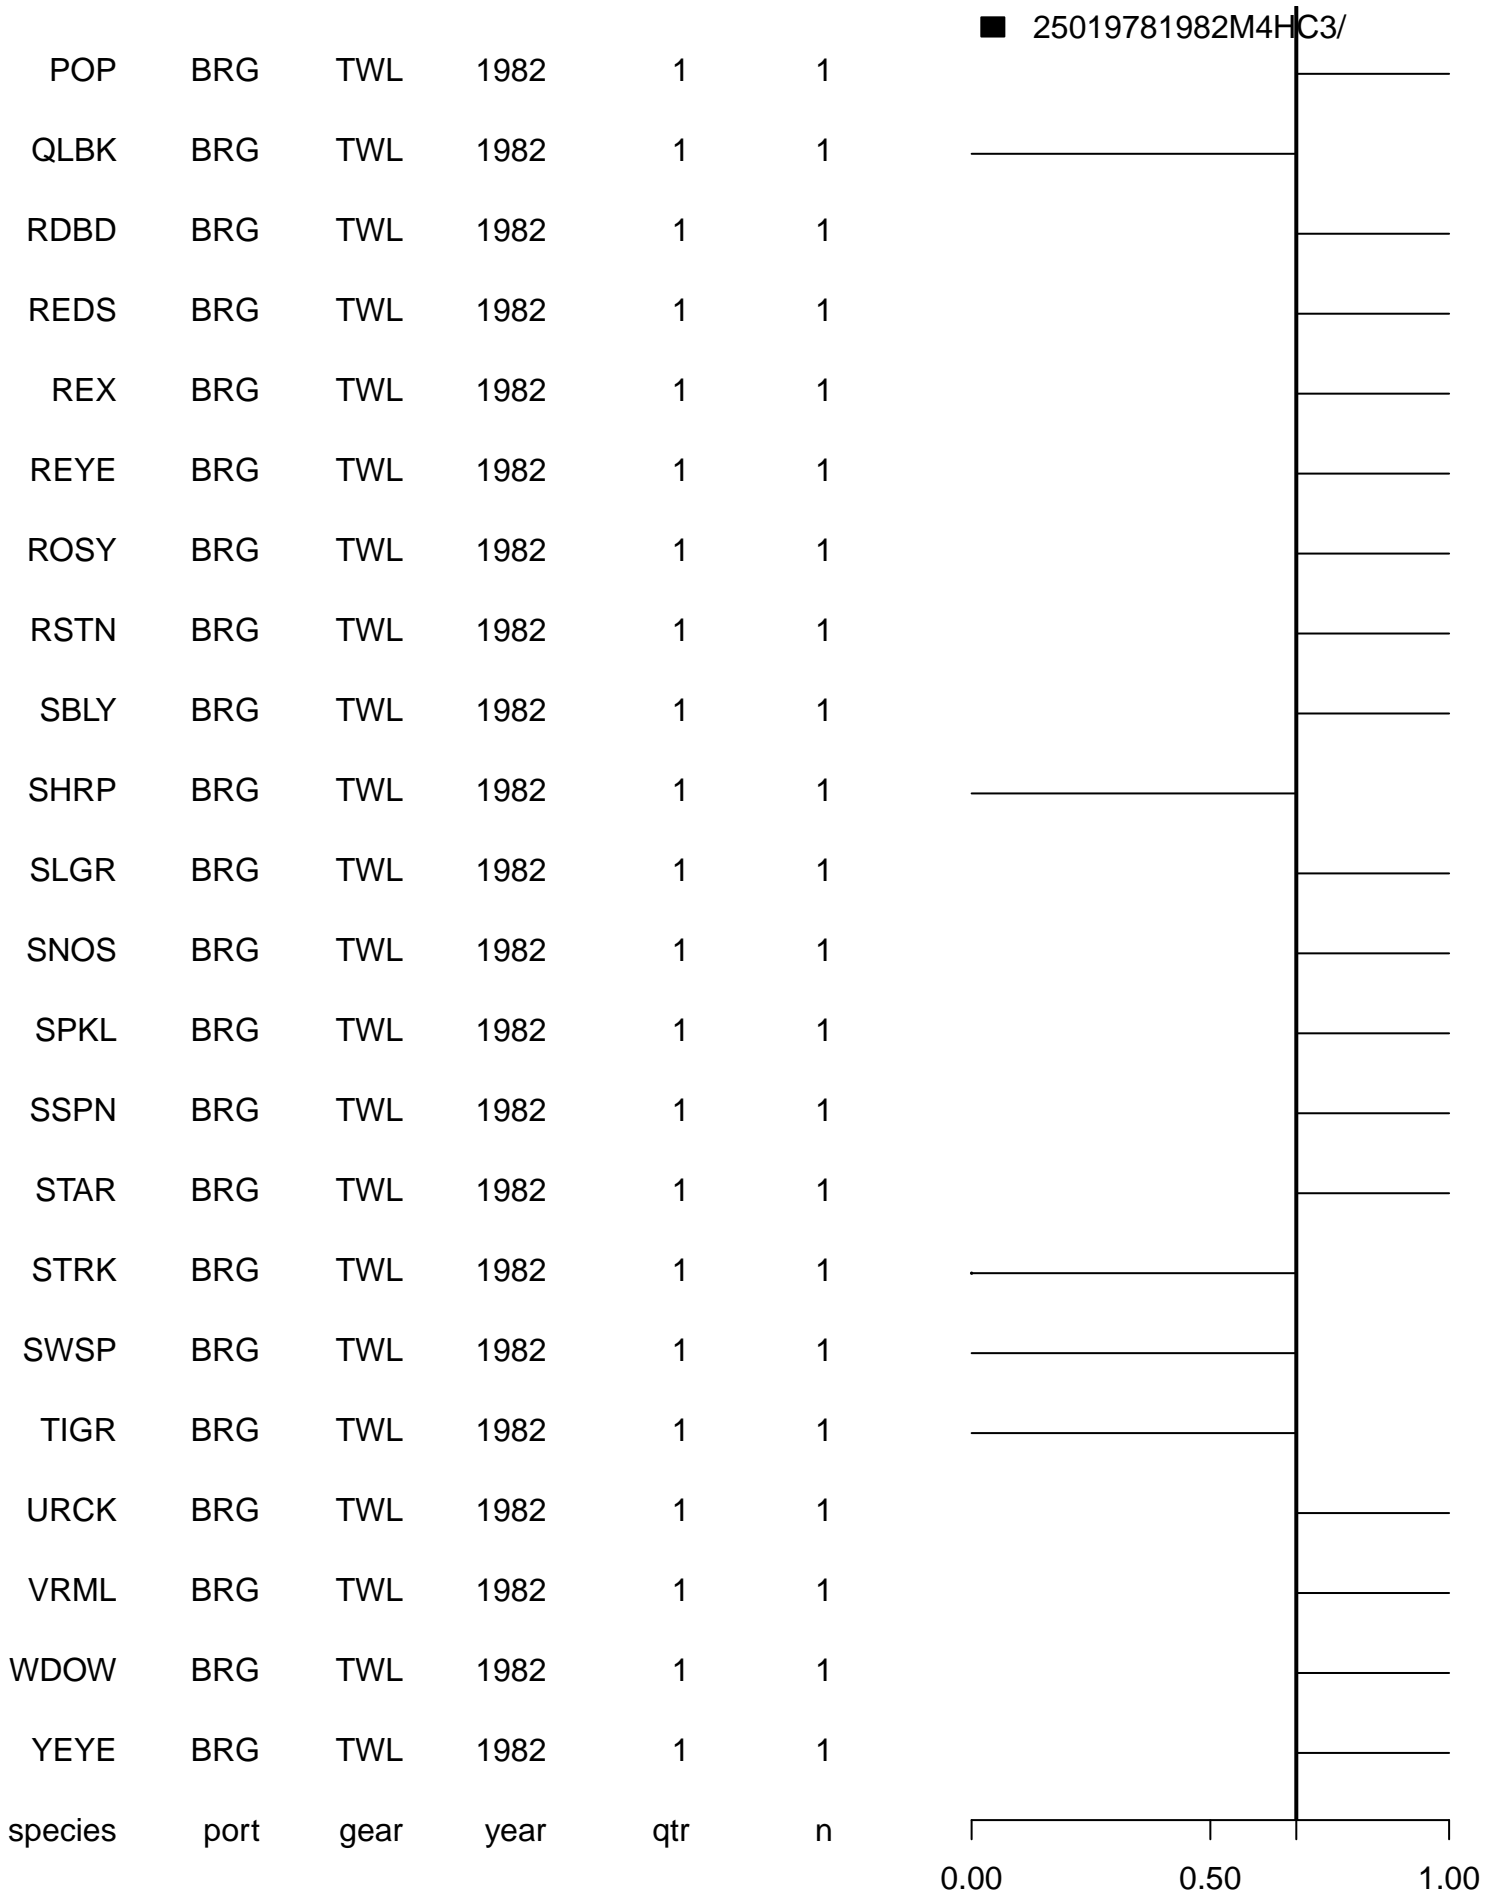 25019781982M4HC3/
POP BRG TWL 1982 1 1
QLBK BRG TWL 1982 1 1
RDBD BRG TWL 1982 1 1
REDS BRG TWL 1982 1 1
REX BRG TWL 1982 1 1
REYE BRG TWL 1982 1 1
ROSY BRG TWL 1982 1 1
RSTN BRG TWL 1982 1 1
SBLY BRG TWL 1982 1 1
SHRP BRG TWL 1982 1 1
SLGR BRG TWL 1982 1 1
SNOS BRG TWL 1982 1 1
SPKL BRG TWL 1982 1 1
SSPN BRG TWL 1982 1 1
STAR BRG TWL 1982 1 1
STRK BRG TWL 1982 1 1
SWSP BRG TWL 1982 1 1
TIGR BRG TWL 1982 1 1
URCK BRG TWL 1982 1 1
VRML BRG TWL 1982 1 1
WDOW BRG TWL 1982 1 1
YEYE BRG TWL 1982 1 1
species port gear year qtr n
0.00 0.50 1.00